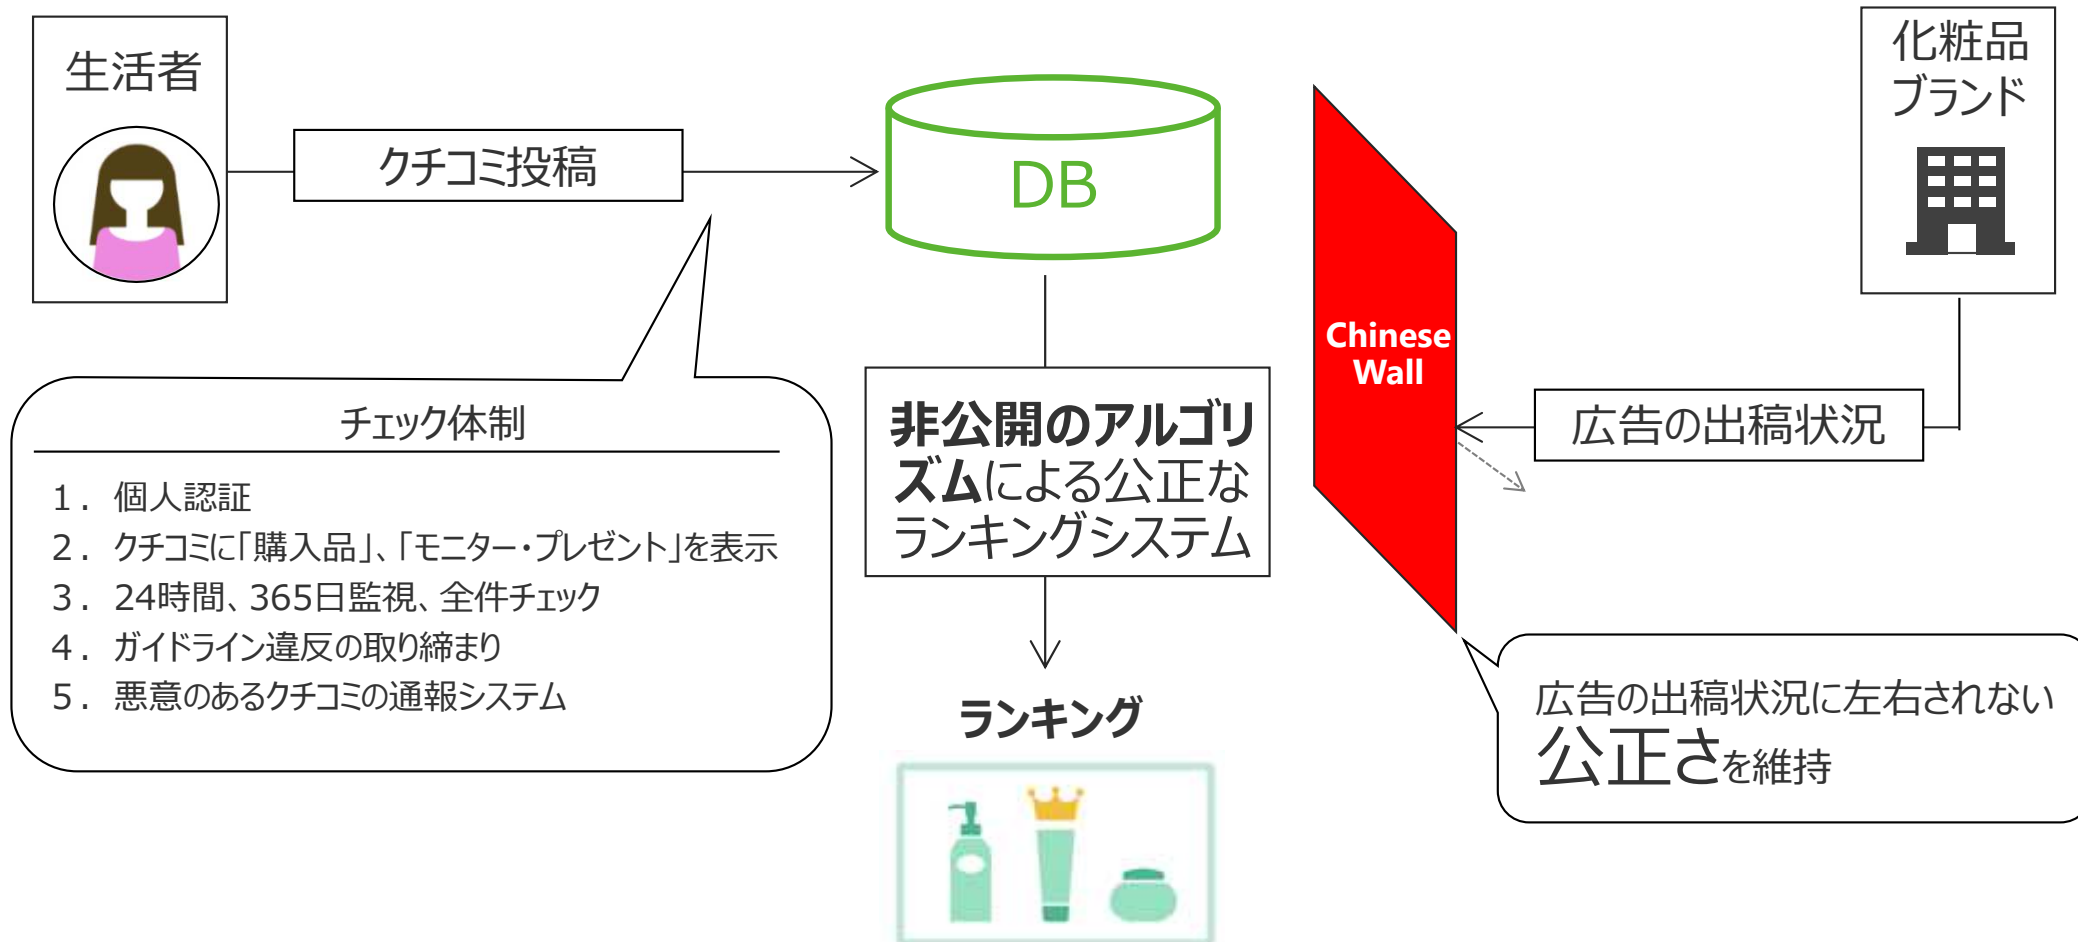 生活者
クチコミ投稿
DB
化粧品
ブランド
Chinese
Wall
広告の出稿状況
チェック体制
１．個人認証
２．クチコミに「購入品」、「モニター・プレゼント」を表示
３．24時間、365日監視、全件チェック
４．ガイドライン違反の取り締まり
５．悪意のあるクチコミの通報システム
非公開のアルゴリ
ズムによる公正な
ランキングシステム
ランキング
広告の出稿状況に左右されない
公正さを維持